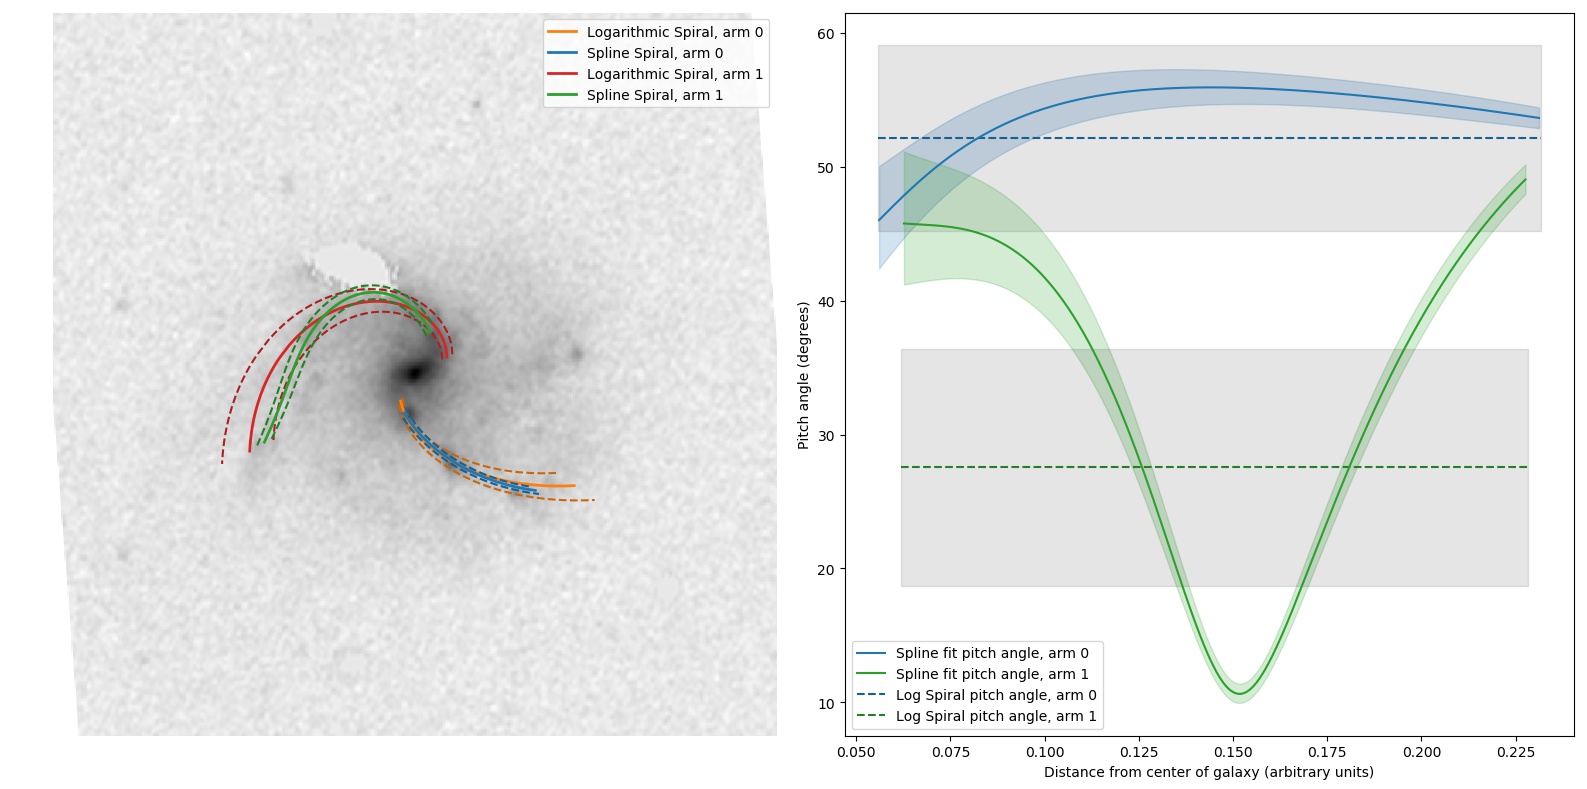 Logarithmic Spiral, arm 0
Spline Spiral, arm 0
Logarithmic Spiral, arm 1
Spline Spiral, arm 1
60
50
40
30
20
10
Pitch angle (degrees)
Spline fit pitch angle, arm 0
Spline fit pitch angle, arm 1
Log Spiral pitch angle, arm 0
Log Spiral pitch angle, arm 1
0.050 0.075 0.100 0.125 0.150 0.175 0.200 0.225
Distance from center of galaxy (arbitrary units)